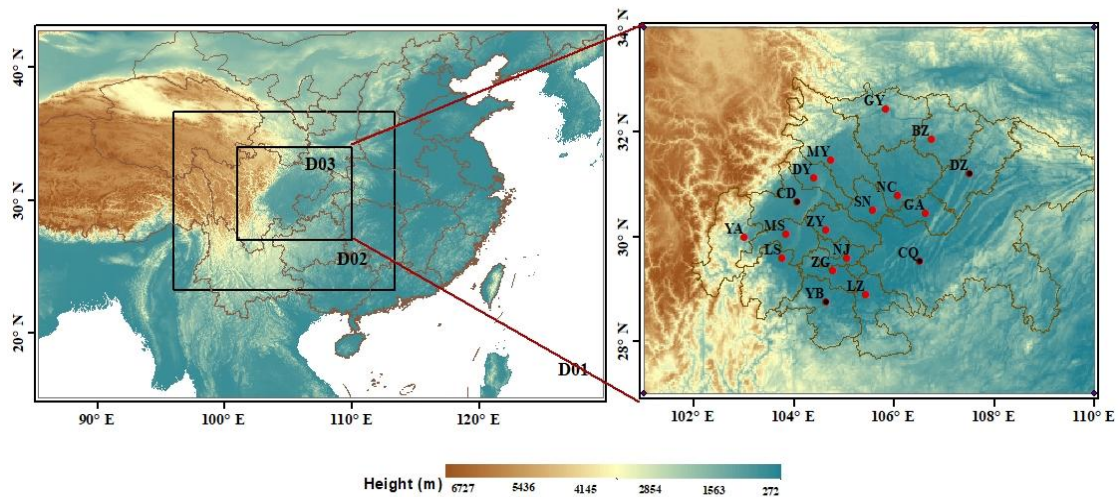 40° N
30° N
20° N
90° E
100° E
110° E
120° E
D03
D02
D01
34° N
32° N
30° N
28° N
102° E
104° E
106° E
108° E
110° E
GY
BZ
MY
DY
DZ
CD
NC
SN
GA
YA
MS
ZY
LS
NJ
ZG
CQ
YB
LZ
Height (m)
6727 5436 4145 2854 1563 272